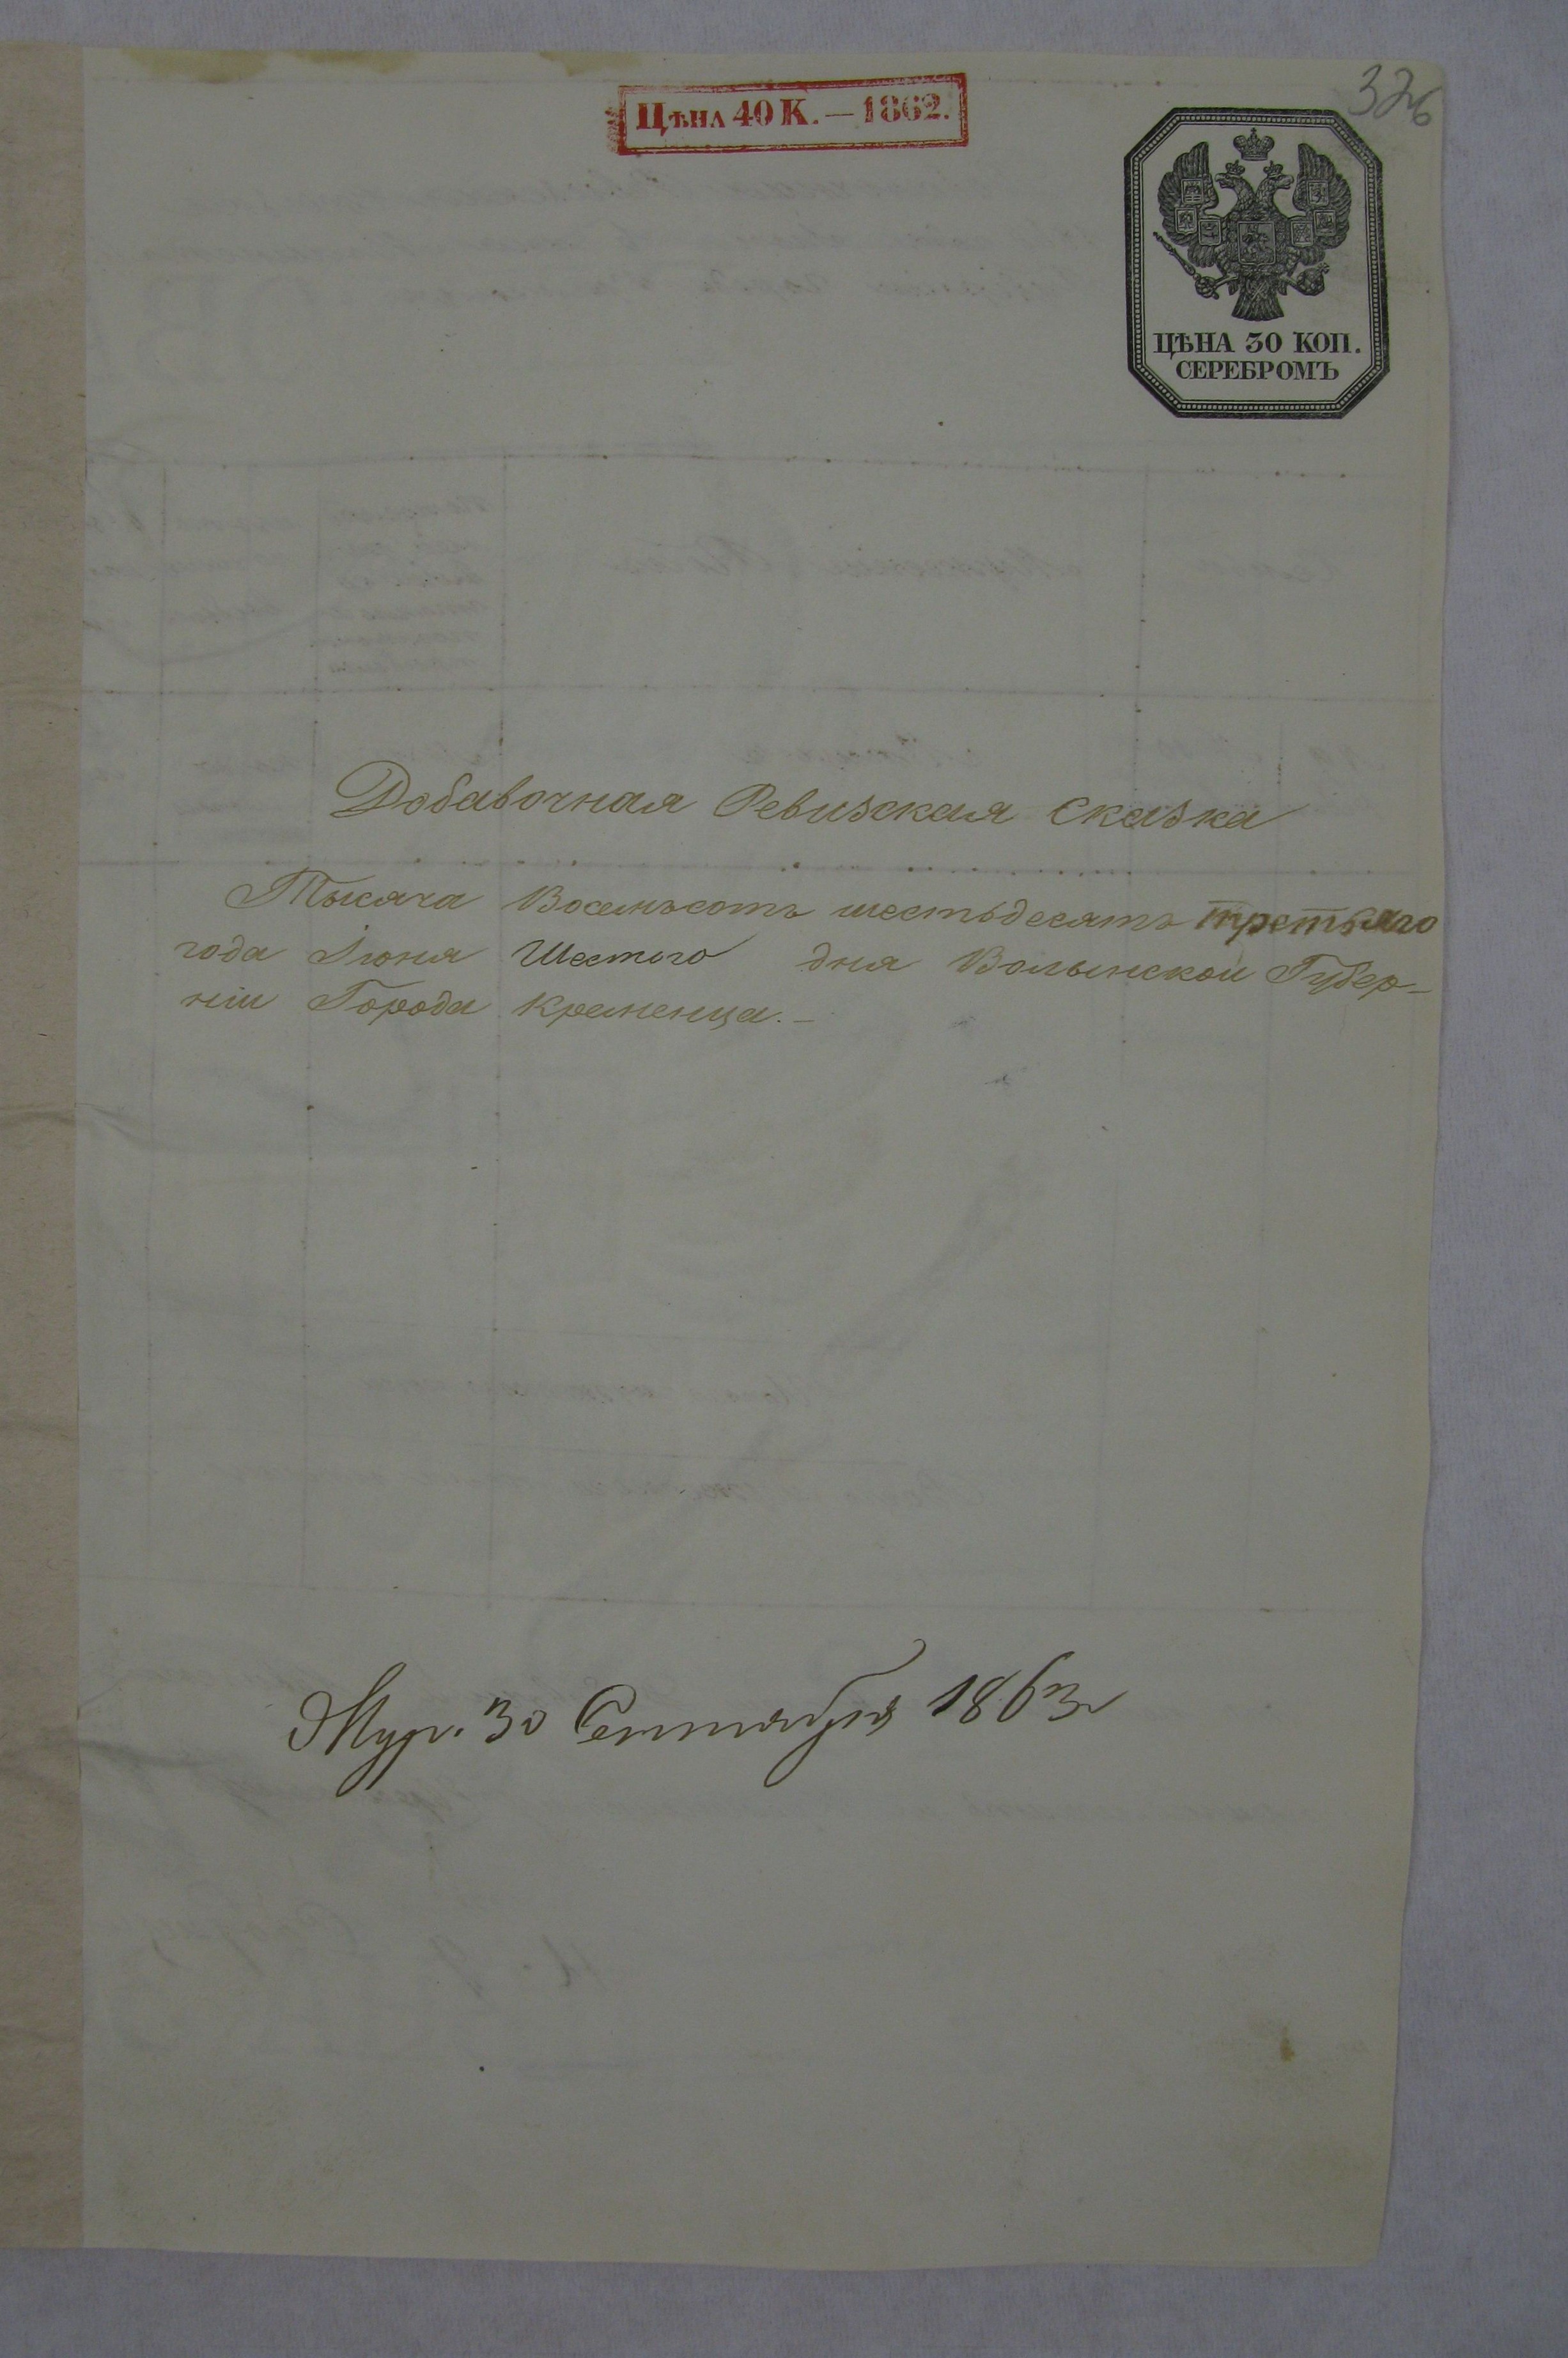 326
Цѣна 40 К. — 1862.
ЦѢНА 30 КОП.
СЕРЕБРОМЪ
Добавочная Ревизская Сказка
Тысяча Восемьсотъ шестьдесятъ третьяго
года Іюня Шестого дня Волынской Губер-
ніи Города Кременца.-
30 Сентября 1863